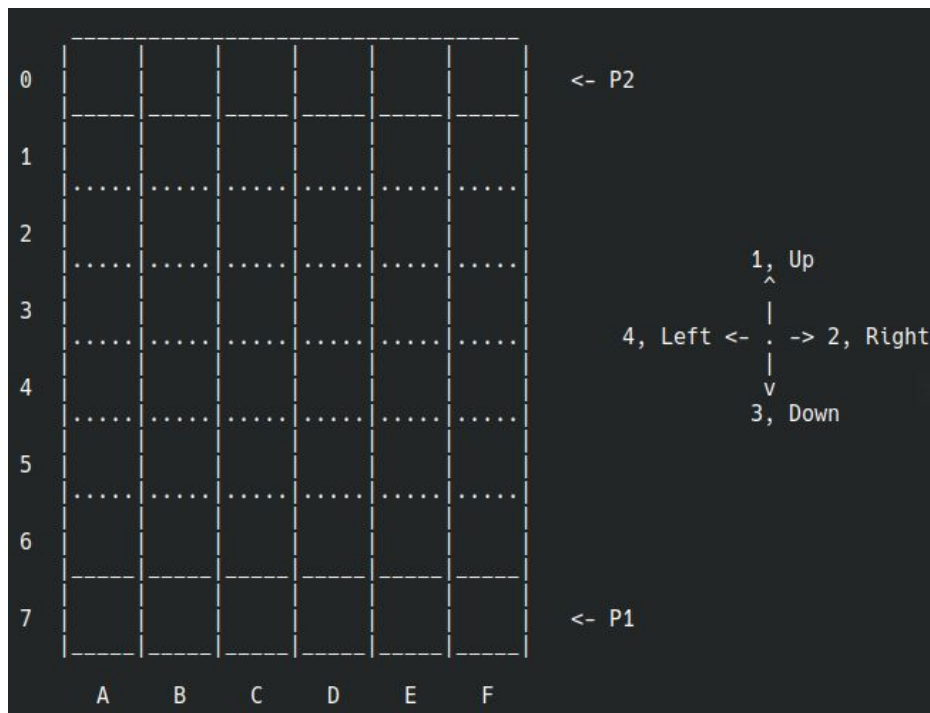 0 <- P2
1
2
1, Up
3
4, Left <- . -> 2, Right
4
3, Down
5
6
7 <- P1
A B C D E F